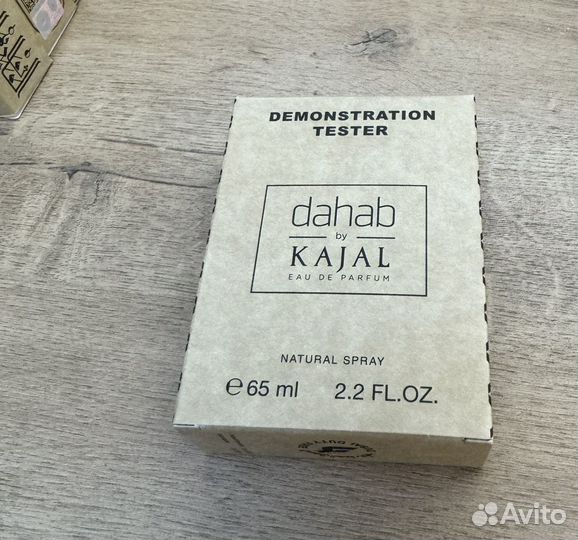 DEMONSTRATION
TESTER
dahab
by
KAJAL
EAU DE PARFUM
NATURAL SPRAY
℮ 65 ml 2.2 FL.OZ.
Avito